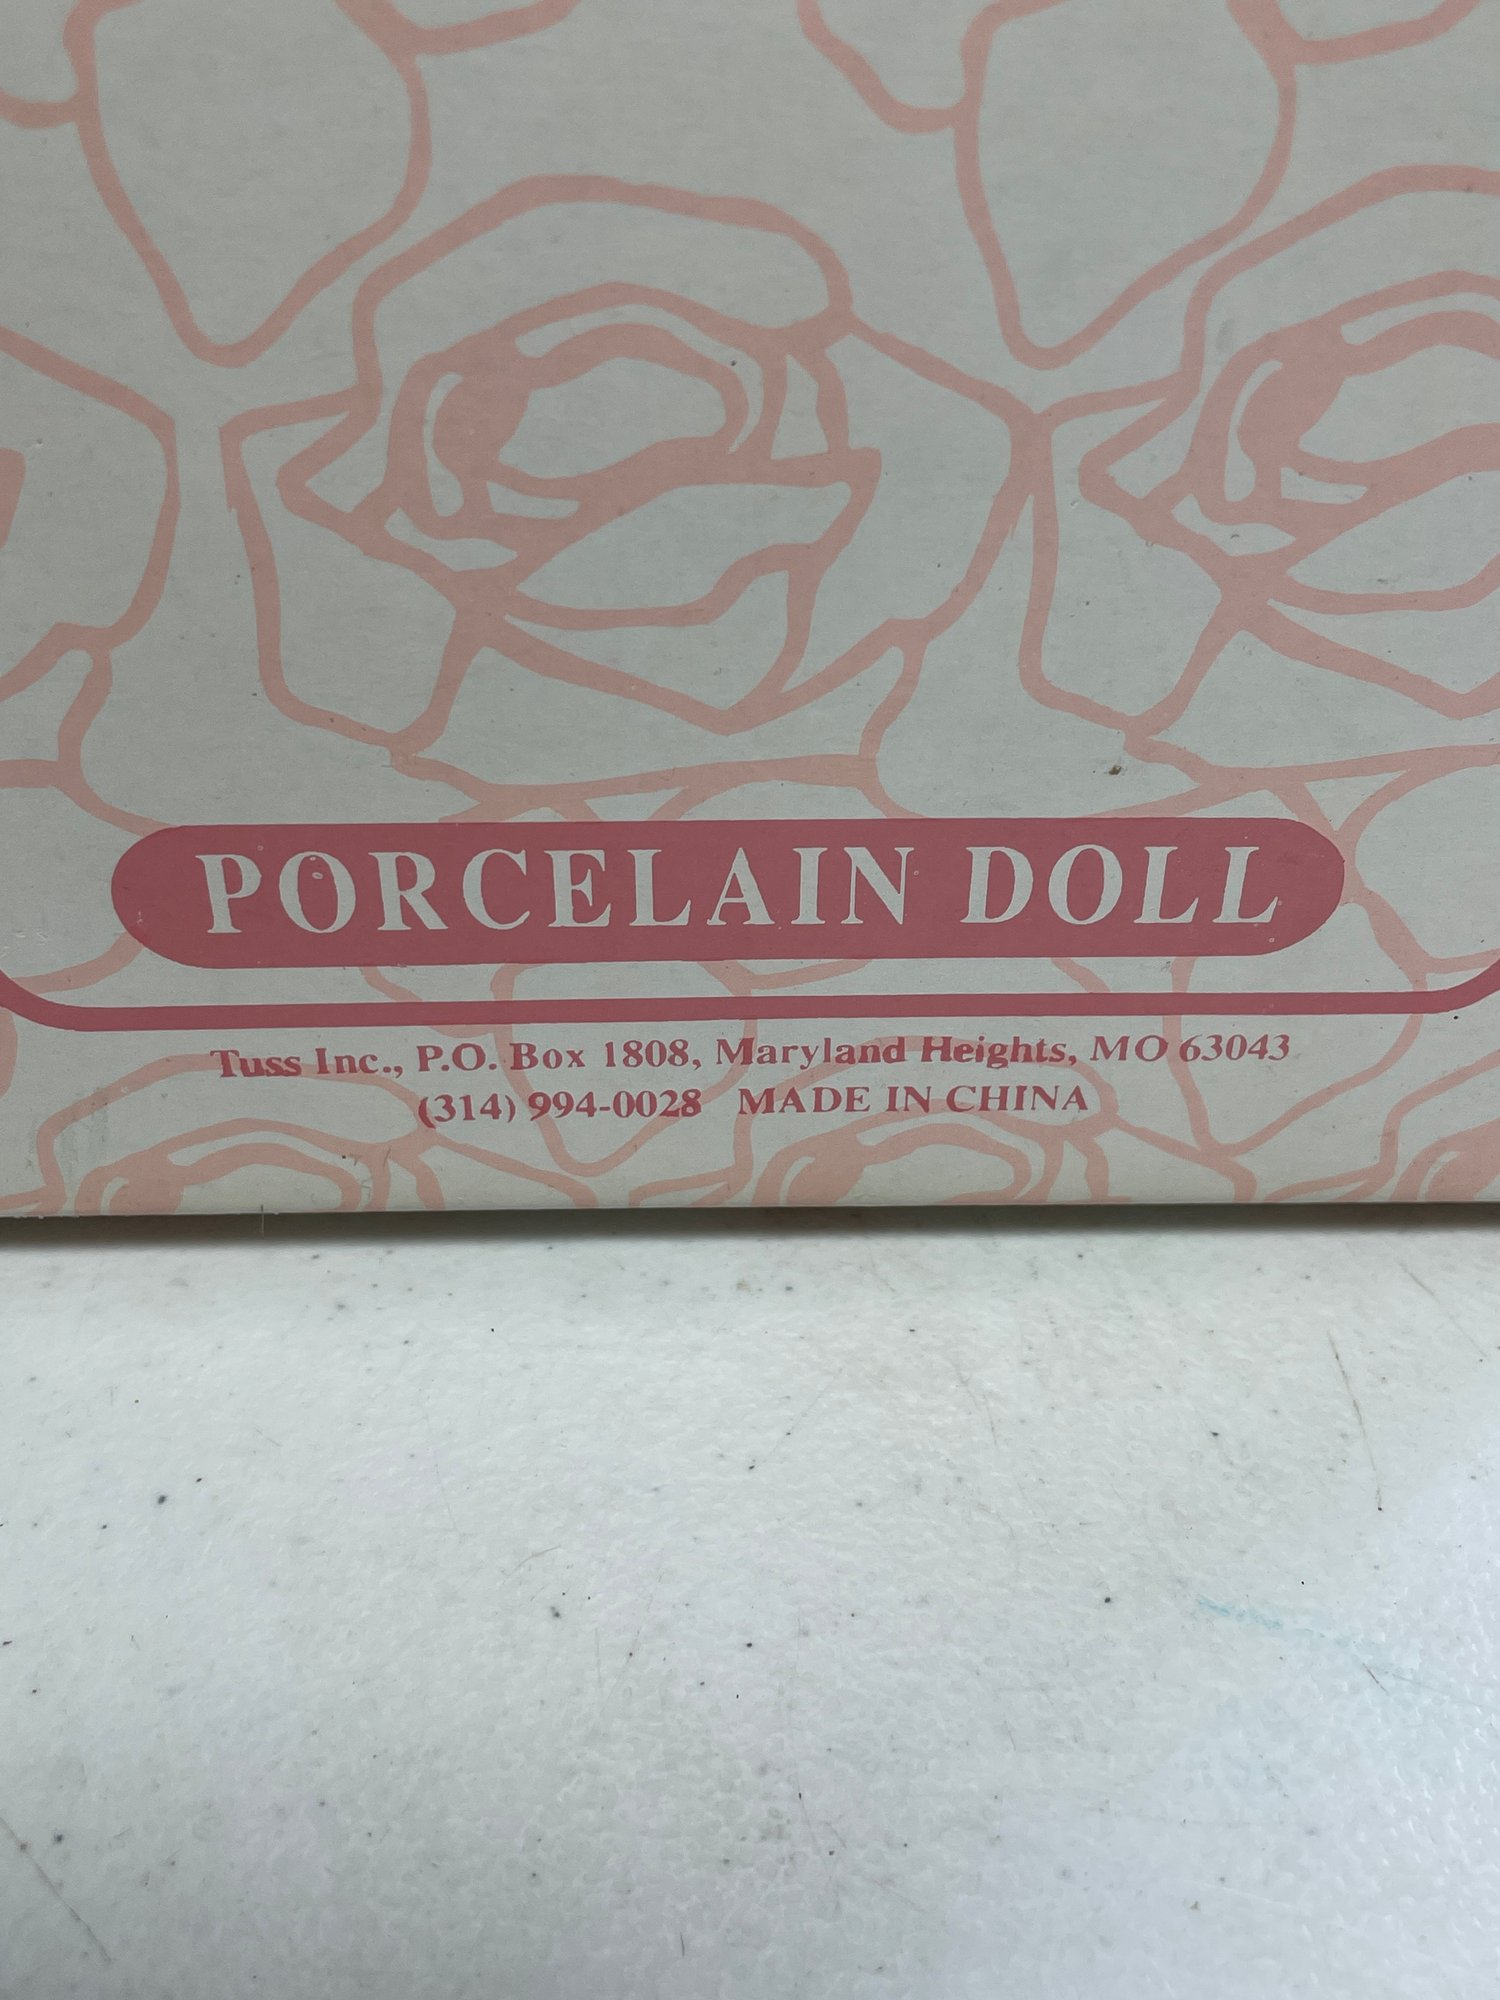 PORCELAIN DOLL
Tuss Inc., P.O. Box 1808, Maryland Heights, MO 63043
(314) 994-0028 MADE IN CHINA